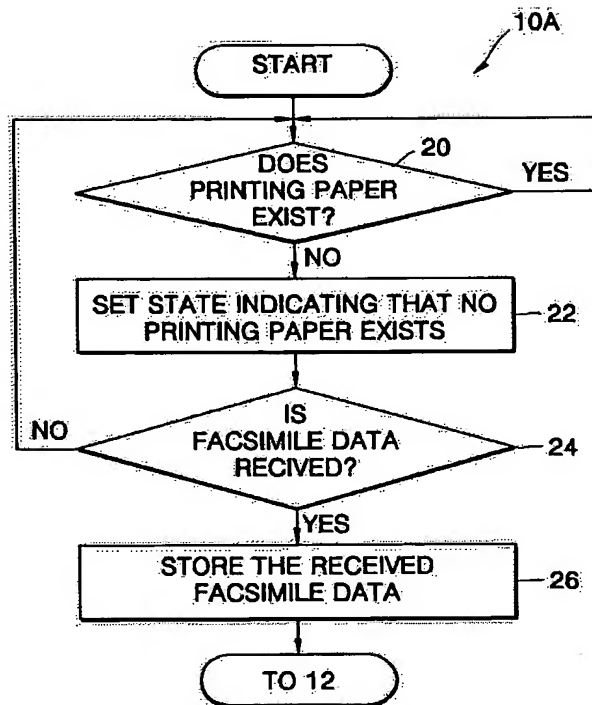 10A
START
20
DOES
PRINTING PAPER
EXIST?
YES
NO
SET STATE INDICATING THAT NO
PRINTING PAPER EXISTS
22
IS
FACSIMILE DATA
RECIVED?
NO
24
YES
STORE THE RECEIVED
FACSIMILE DATA
26
TO 12